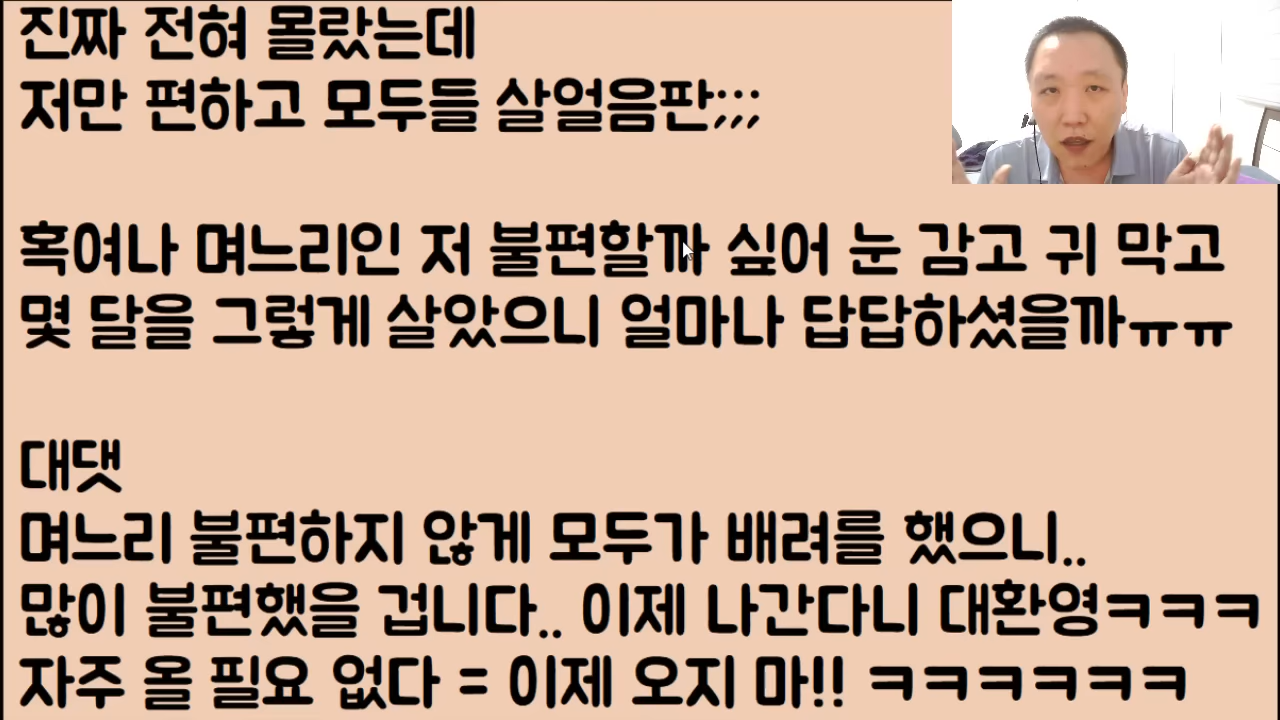 진짜 전혀 몰랐는데
저만 편하고 모두들 살얼음판;;;
혹여나 며느리인 저 불편할까 싶어 눈 감고 귀 막고
몇 달을 그렇게 살았으니 얼마나 답답하셨을까ㅠㅠ
대댓
며느리 불편하지 않게 모두가 배려를 했으니..
많이 불편했을 겁니다.. 이제 나간다니 대환영ㅋㅋㅋ
자주 올 필요 없다 = 이제 오지 마!! ㅋㅋㅋㅋㅋㅋ